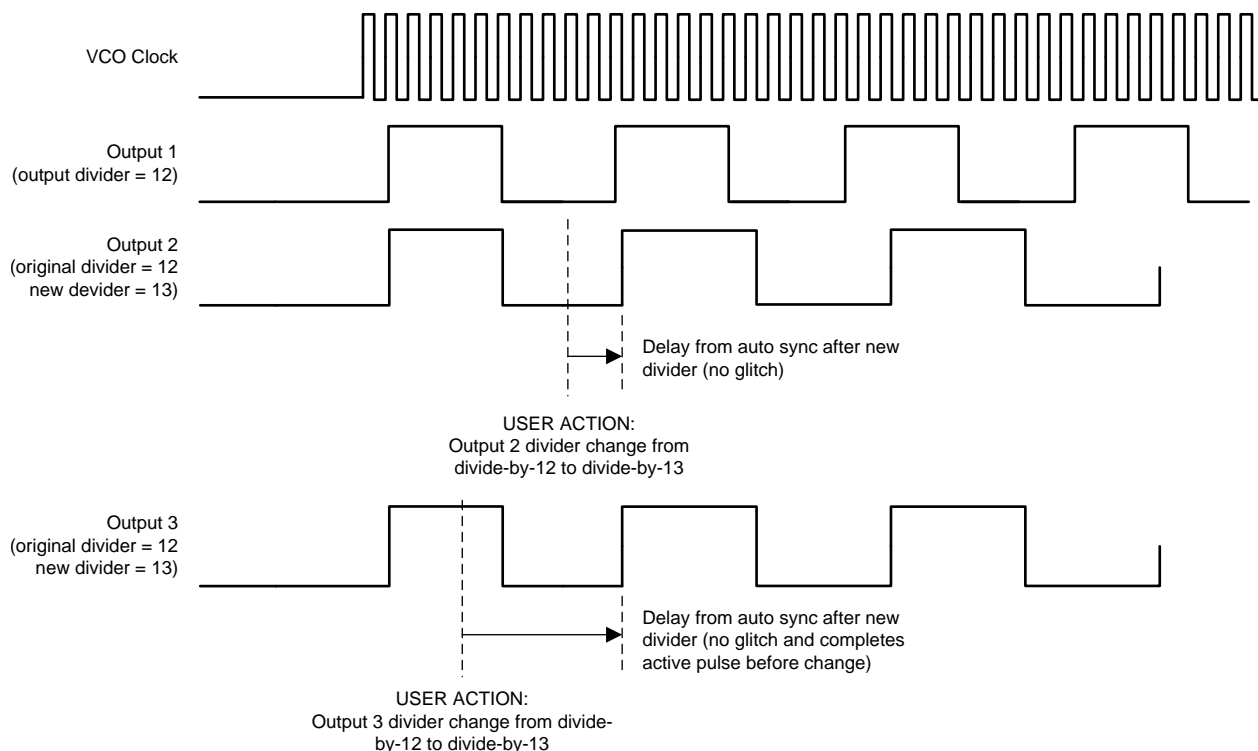 VCO Clock
Output 1
(output divider = 12)
Output 2
(original divider = 12
new devider = 13)
Delay from auto sync after new
divider (no glitch)
USER ACTION:
Output 2 divider change from
divide-by-12 to divide-by-13
Output 3
(original divider = 12
new divider = 13)
Delay from auto sync after new
divider (no glitch and completes
active pulse before change)
USER ACTION:
Output 3 divider change from divide-
by-12 to divide-by-13